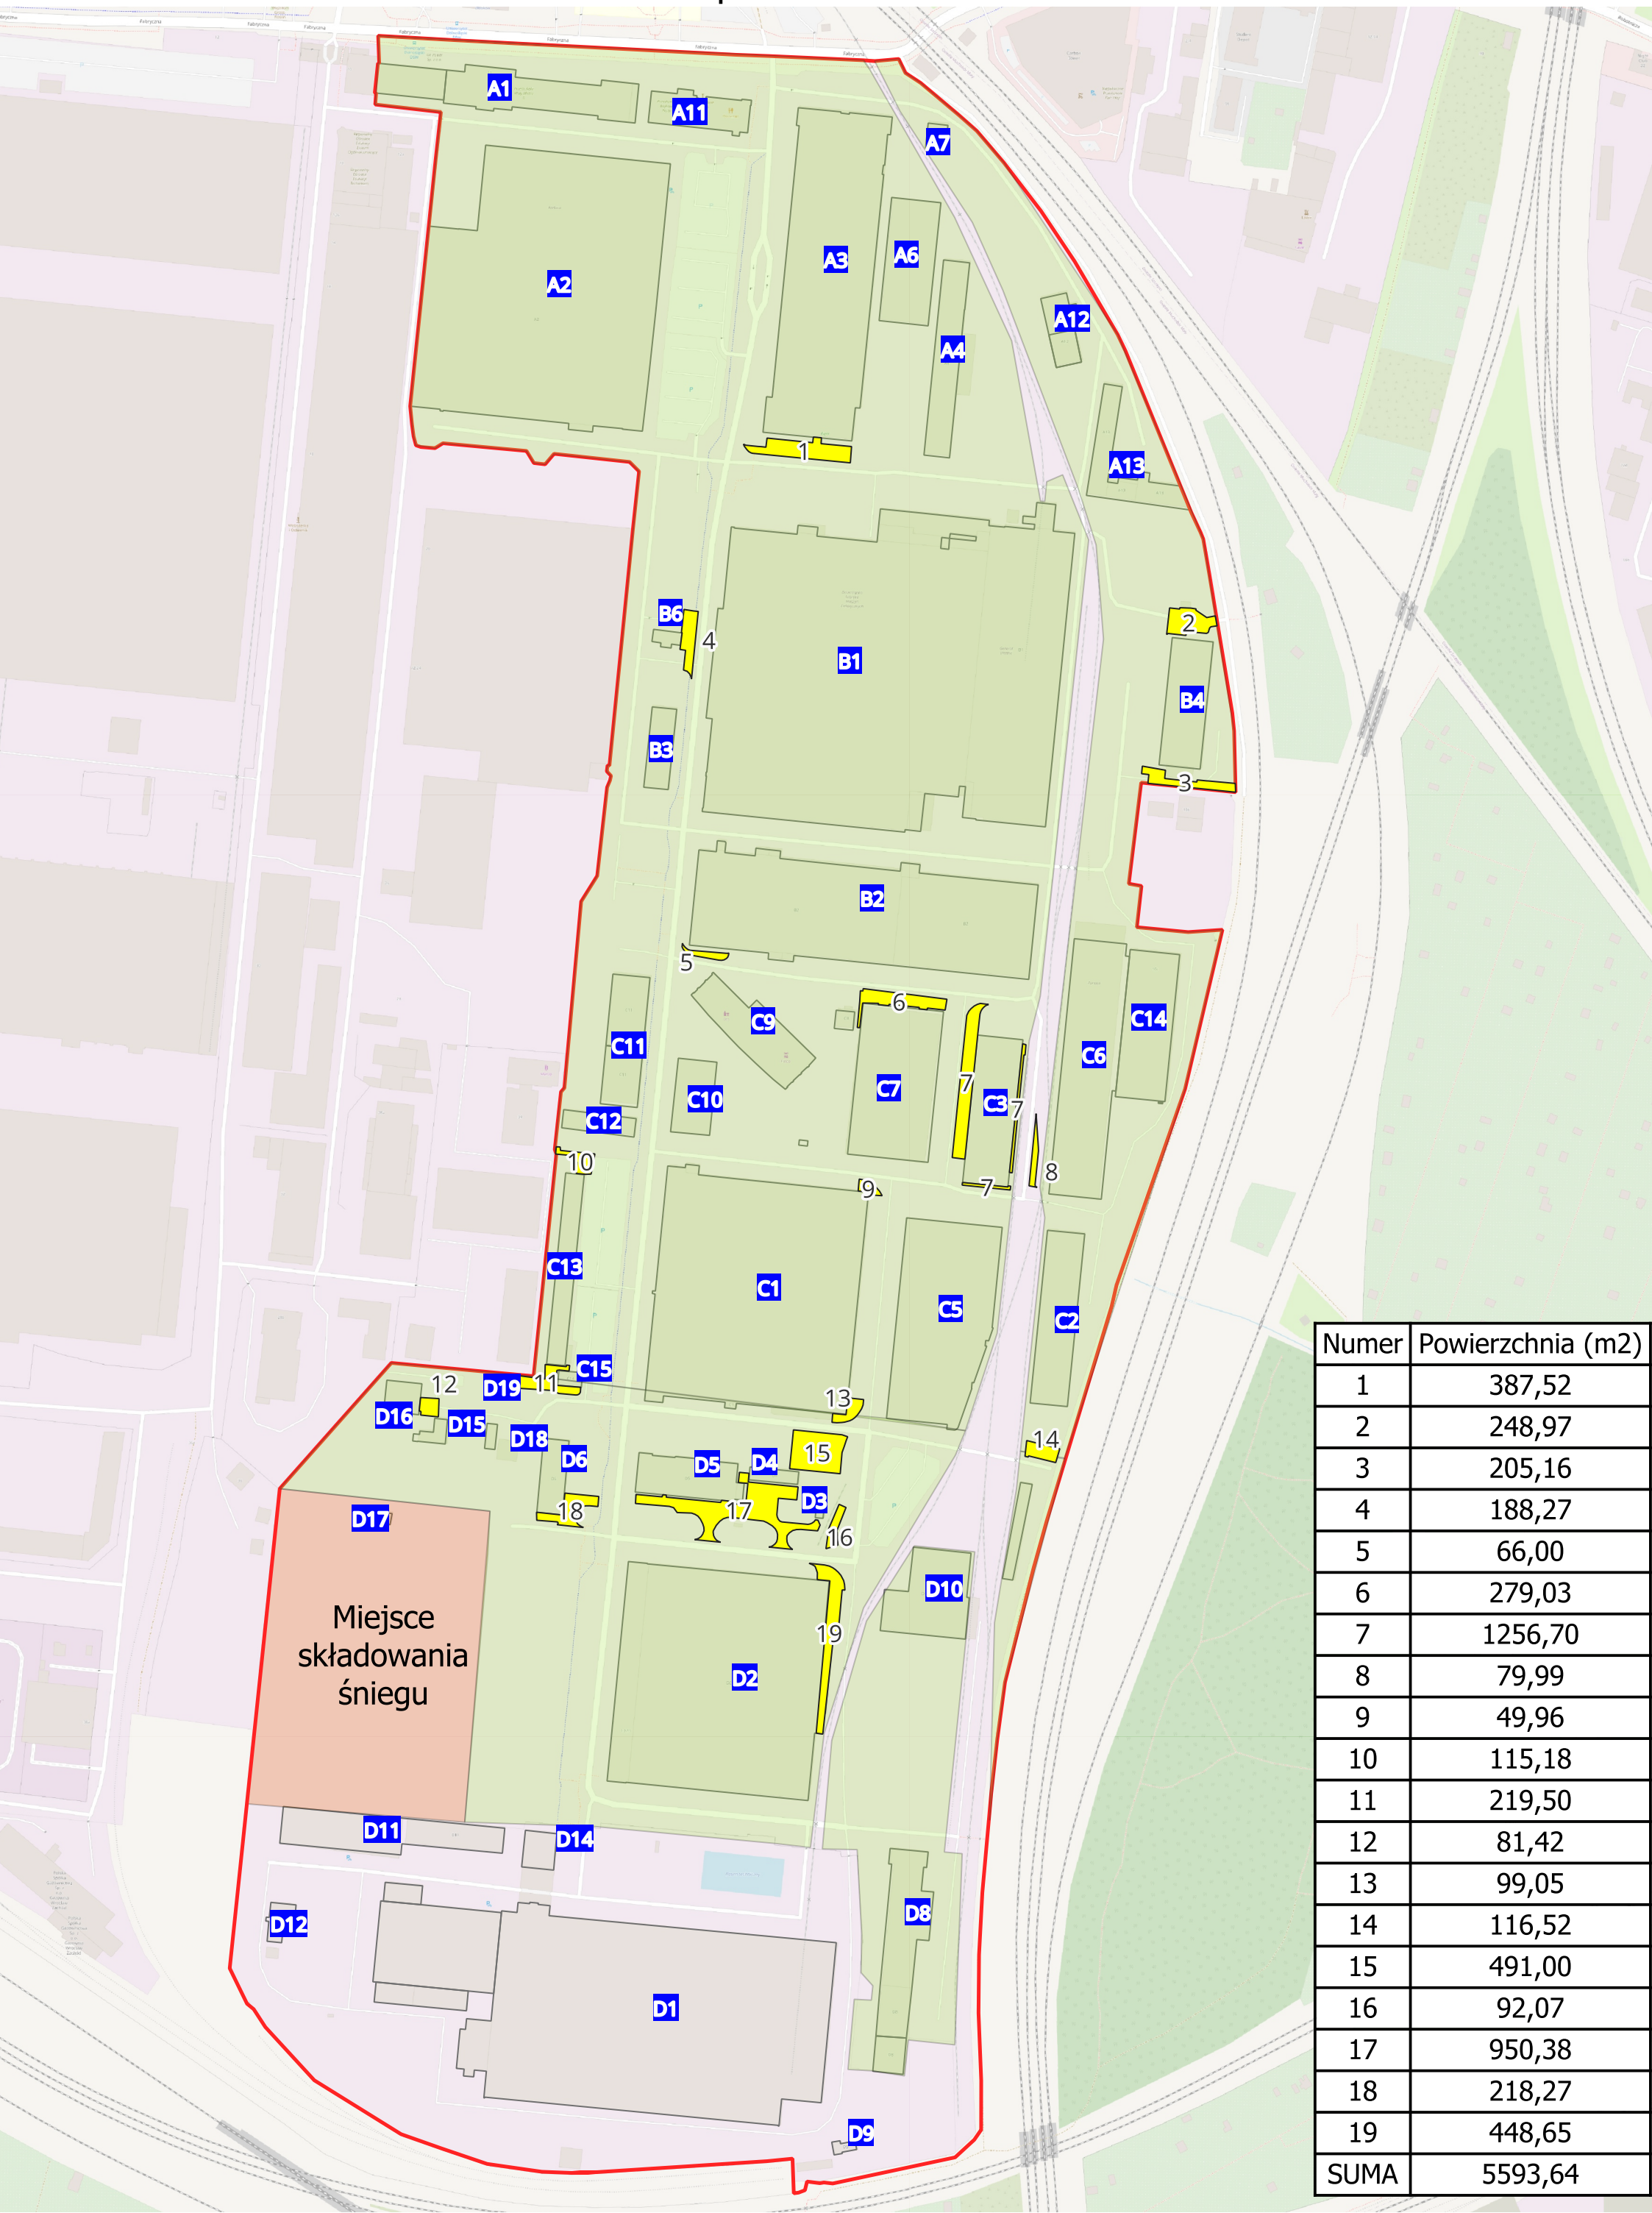 Fabryczna
Fabryczna
Fabryczna
Fabryczna
Fabryczna
A1
A11
A7
A3
A6
A2
A12
A4
1
A13
B6
2
4
B1
B4
B3
3
B2
5
6
C9
C14
C11
C6
7
C7
C10
C3
7
C12
10
8
9
7
C13
C1
C5
C2
C15
12
D19
11
13
D16
D15
D18
14
D6
D5
D4
15
D3
18
17
D17
16
D10
Miejsce
składowania
śniegu
19
D2
D11
D14
D8
D12
D1
D9
Numer Powierzchnia (m2)
1 387,52
2 248,97
3 205,16
4 188,27
5 66,00
6 279,03
7 1256,70
8 79,99
9 49,96
10 115,18
11 219,50
12 81,42
13 99,05
14 116,52
15 491,00
16 92,07
17 950,38
18 218,27
19 448,65
SUMA 5593,64